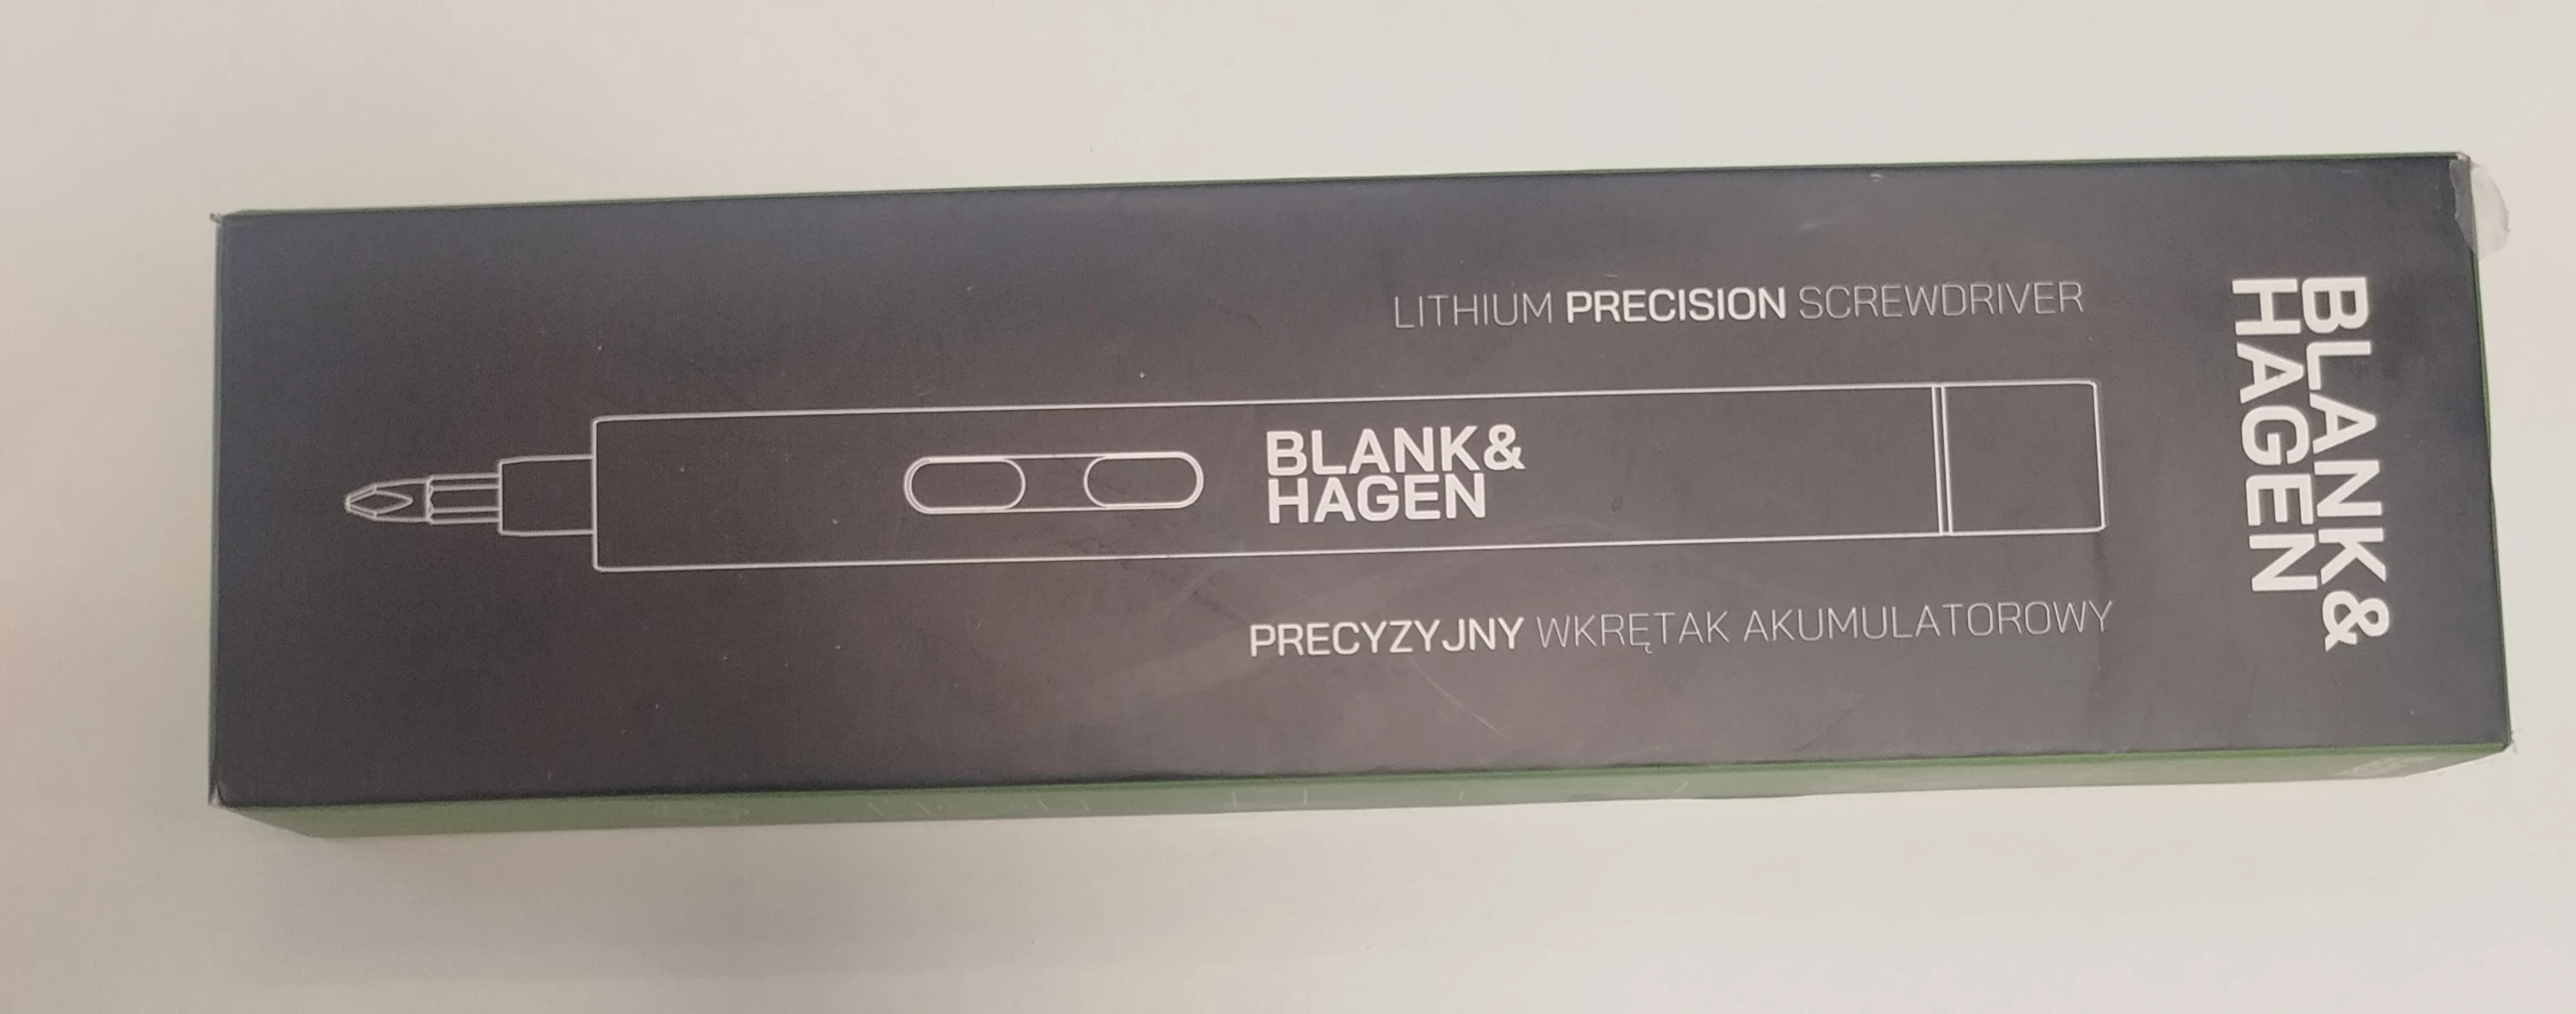 LITHIUM PRECISION SCREWDRIVER
BLANK&
HAGEN
PRECYZYJNY WKRĘTAK AKUMULATOROWY
BLANK&
HAGEN